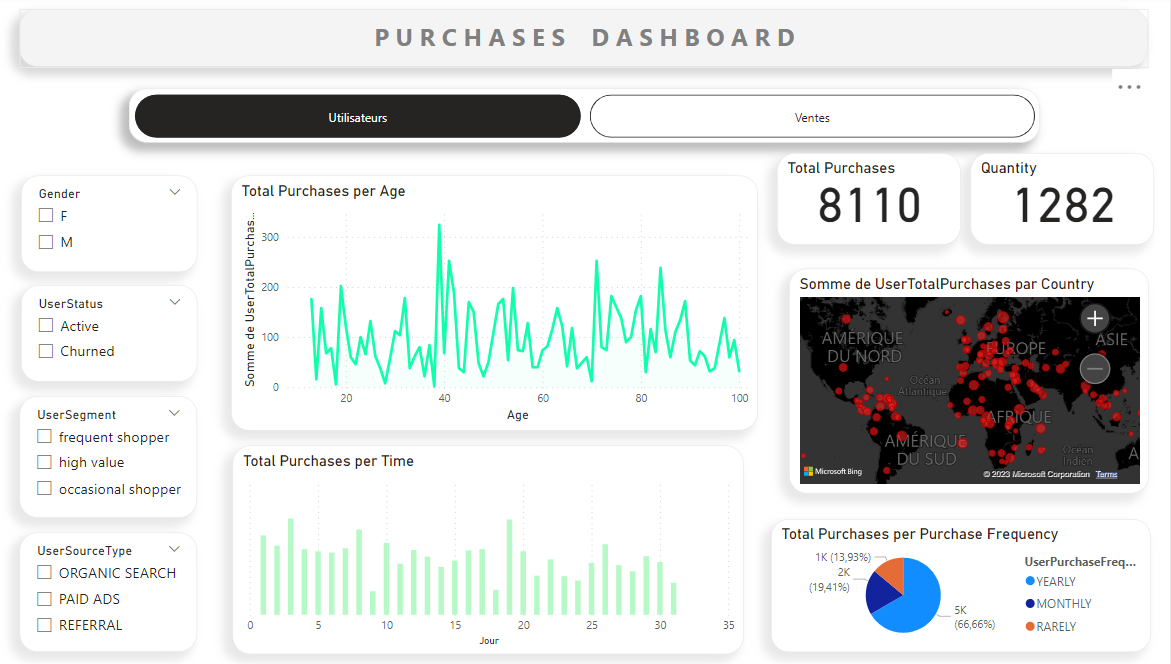 PURCHASES DASHBOARD
Utilisateurs
Ventes
Gender
F
M
UserStatus
Active
Churned
UserSegment
frequent shopper
high value
occasional shopper
UserSourceType
ORGANIC SEARCH
PAID ADS
REFERRAL
Total Purchases per Age
Somme de UserTotalPurchas...
300
200
100
0
20
40
60
80
100
Age
Total Purchases per Time
0
5
10
15
20
25
30
35
Jour
Total Purchases
8110
Quantity
1282
Somme de UserTotalPurchases par Country
AMÉRIQUE
DU NORD
EUROPE
ASIE
Océan
Atlantique
AFRIQUE
AMÉRIQUE
DU SUD
Océan
Indien
A
Microsoft Bing
© 2023 Microsoft Corporation Terms
Total Purchases per Purchase Frequency
1K (13,93%)
2K
(19,41%)
5K
(66,66%)
UserPurchaseFreq...
YEARLY
MONTHLY
RARELY